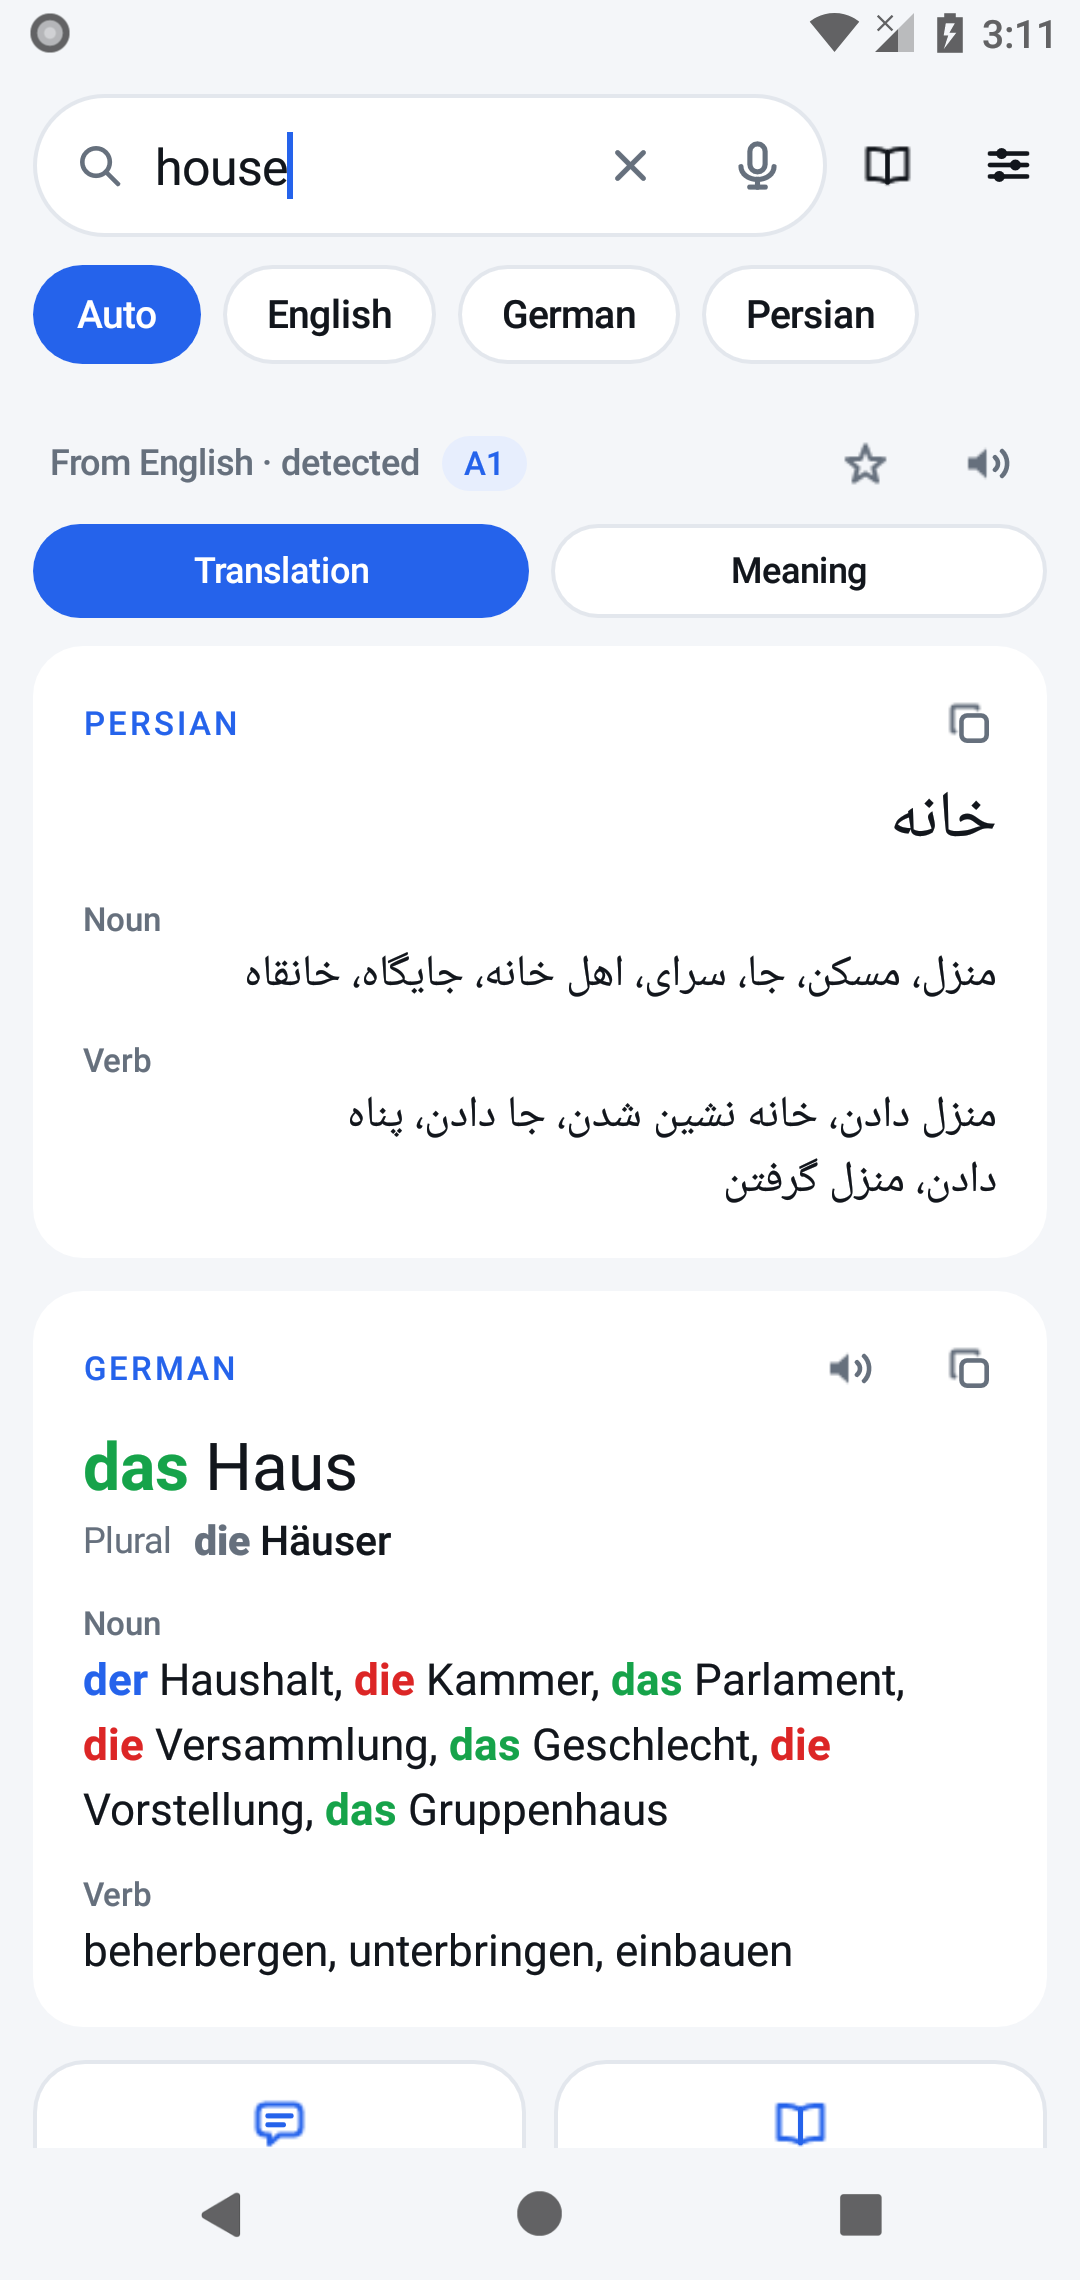 3:11
house
Auto English German Persian
From English · detected A1
Translation Meaning
PERSIAN
خانه
Noun
منزل، مسکن، جا، سرای، اهل خانه، جایگاه، خانقاه
Verb
منزل دادن، خانه نشین شدن، جا دادن، پناه
دادن، منزل گرفتن
GERMAN
das Haus
Plural die Häuser
Noun
der Haushalt, die Kammer, das Parlament,
die Versammlung, das Geschlecht, die
Vorstellung, das Gruppenhaus
Verb
beherbergen, unterbringen, einbauen